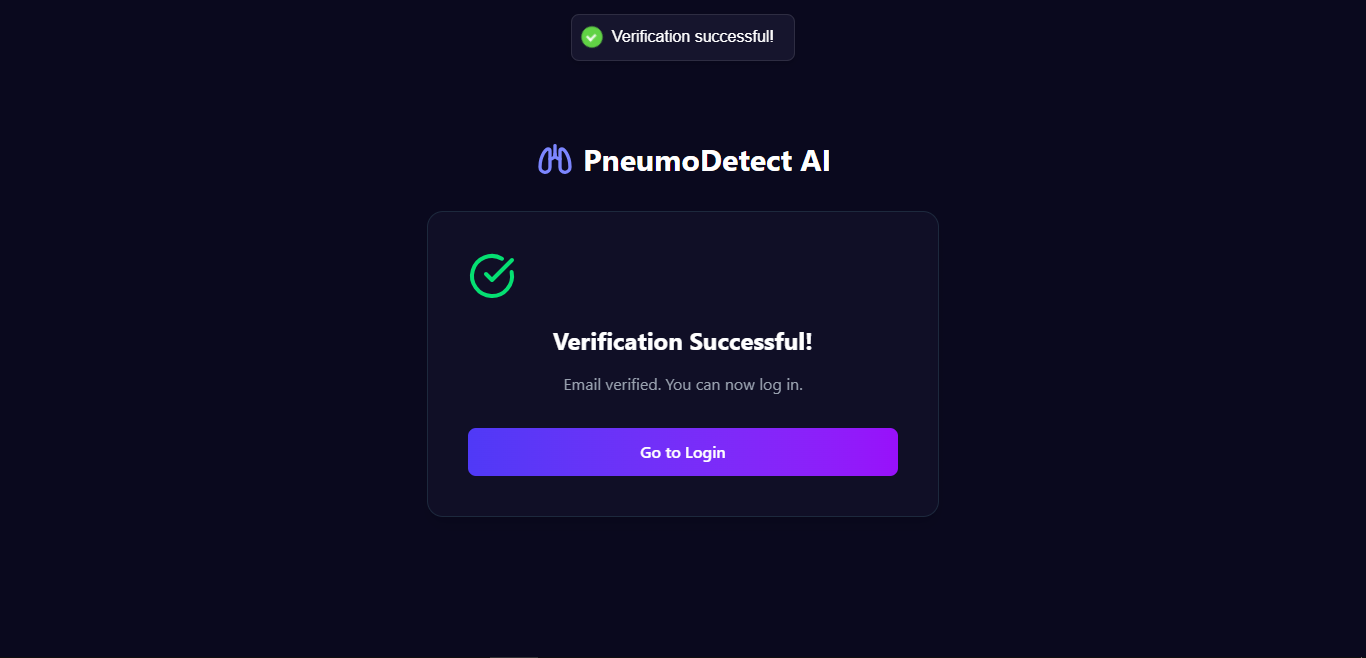 Verification successful!
PneumoDetect AI
Verification Successful!
Email verified. You can now log in.
Go to Login